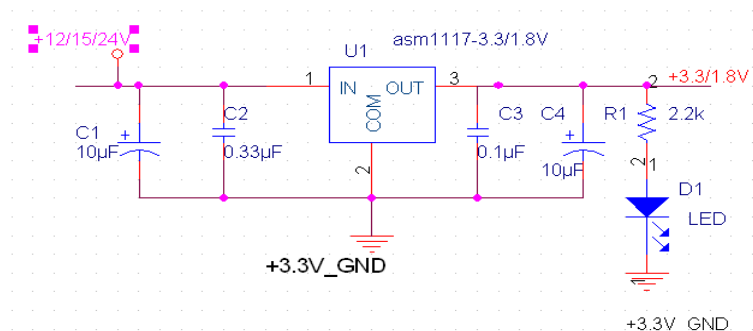 +12/15/24V
U1
asm1117-3.3/1.8V
1
IN
OUT
COM
3
2
2
+3.3/1.8V
C1
+
10µF
C2
0.33µF
C3
0.1µF
C4
+
10µF
R1
2.2k
2
1
D1
LED
+3.3V_GND
1
+3.3V_GND